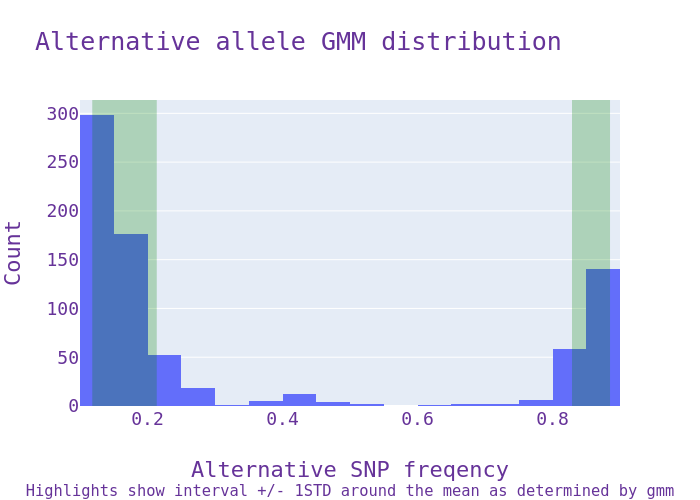 Alternative allele GMM distribution
300
250
200
150
100
50
0
Count
0.2
0.4
0.6
0.8
Alternative SNP freqency
Highlights show interval +/- 1STD around the mean as determined by gmm